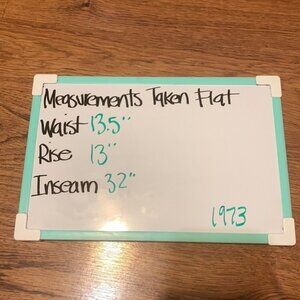 Measurements Taken Flat
Waist 13.5"
Rise 13"
Inseam 32"
1973